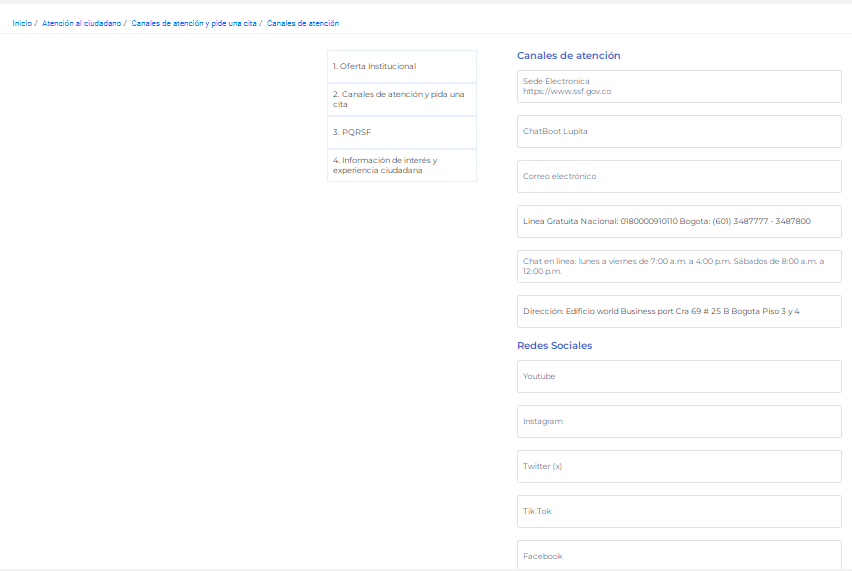 Inicio / Atención al ciudadano / Canales de atención y pide una cita / Canales de atención
1. Oferta Institucional
2. Canales de atención y pida una
cita
3. PQRSF
4. Información de interés y
experiencia ciudadana
Canales de atención
Sede Electronica
https://www.ssf.gov.co
ChatBoot Lupita
Correo electrónico
Linea Gratuita Nacional: 0180000910110 Bogota: (601) 3487777 - 3487800
Chat en linea: lunes a viernes de 7:00 a.m. a 4:00 p.m. Sábados de 8:00 a.m. a
12:00 p.m.
Dirección: Edificio world Business port Cra 69 # 25 B Bogota Piso 3 y 4
Redes Sociales
Youtube
Instagram
Twitter (x)
Tik Tok
Facebook